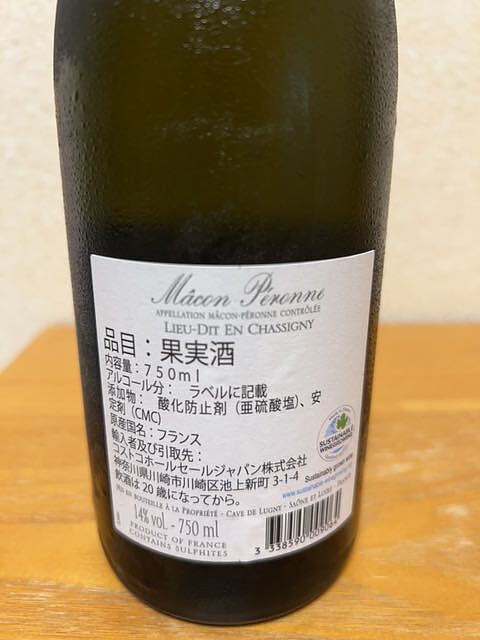 Mâcon Péronne
APPELLATION MÂCON-PÉRONNE CONTRÔLÉE
LIEU-DIT EN CHASSIGNY
品目：果実酒
内容量：750ml
アルコール分： ラベルに記載
添加物： 酸化防止剤（亜硫酸塩）、安
定剤（CMC）
原産国名：フランス
輸入者及び引取先：
コストコホールセールジャパン株式会社
神奈川県川崎市川崎区池上新町 3-1-4
飲酒は20歳になってから。
SUSTAINABLE
WINEGROWING
Sustainably grown wine
MIS EN BOUTEILLE À LA PROPRIÉTÉ - CAVE DE LUGNY - SAÔNE ET LOIRE
14% vol. - 750 ml
PRODUCT OF FRANCE
CONTAINS SULPHITES